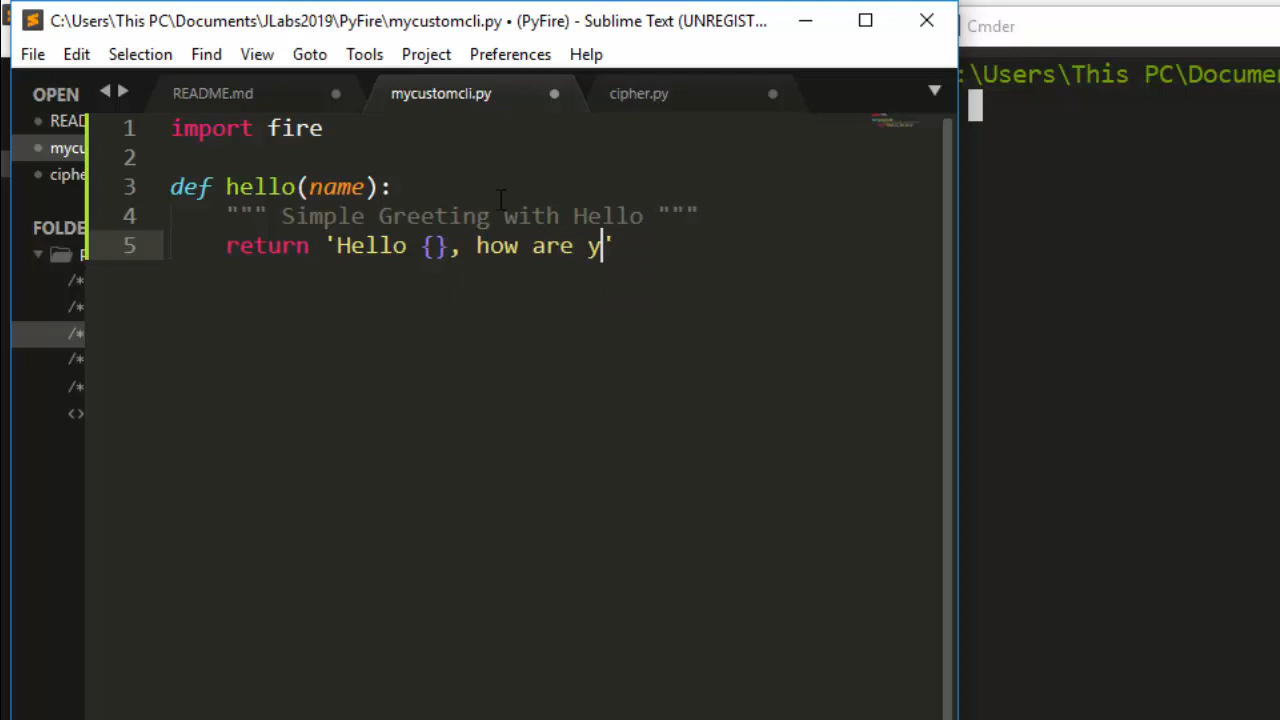 C:\Users\This PC\Documents\JLabs2019\PyFire\mycustomcli.py • (PyFire) - Sublime Text (UNREGIST...
Cmder
File Edit Selection Find View Goto Tools Project Preferences Help
OPEN
README.md
mycustomcli.py
cipher.py
:\Users\This PC\Documen
READ
mycu
ciphe
FOLDE
/*
/*
/*
/*
/*
<>
1 import fire
2
3 def hello(name):
4 """ Simple Greeting with Hello """
5 return 'Hello {}, how are y'